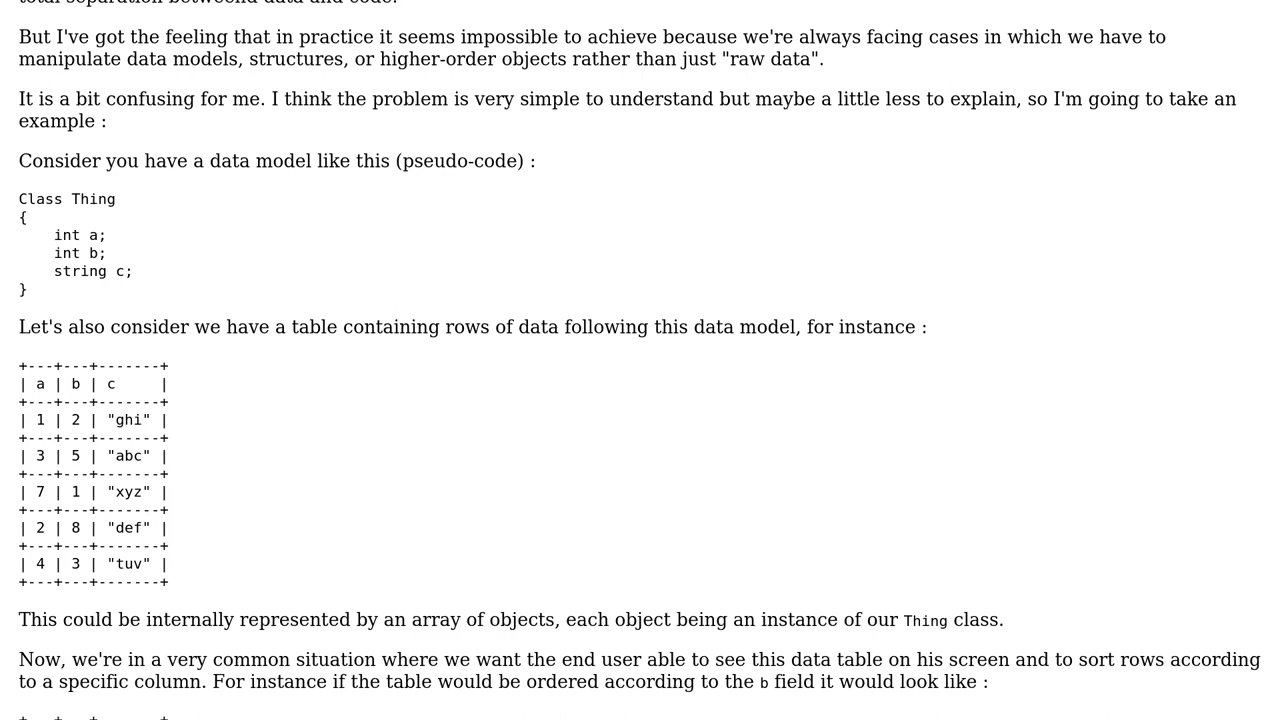 total separation betweend data and code.
But I've got the feeling that in practice it seems impossible to achieve because we're always facing cases in which we have to
manipulate data models, structures, or higher-order objects rather than just "raw data".
It is a bit confusing for me. I think the problem is very simple to understand but maybe a little less to explain, so I'm going to take an
example :
Consider you have a data model like this (pseudo-code) :
Class Thing
{
    int a;
    int b;
    string c;
}
Let's also consider we have a table containing rows of data following this data model, for instance :
+---+---+-------+
| a | b | c     |
+---+---+-------+
| 1 | 2 | "ghi" |
+---+---+-------+
| 3 | 5 | "abc" |
+---+---+-------+
| 7 | 1 | "xyz" |
+---+---+-------+
| 2 | 8 | "def" |
+---+---+-------+
| 4 | 3 | "tuv" |
+---+---+-------+
This could be internally represented by an array of objects, each object being an instance of our Thing class.
Now, we're in a very common situation where we want the end user able to see this data table on his screen and to sort rows according
to a specific column. For instance if the table would be ordered according to the b field it would look like :